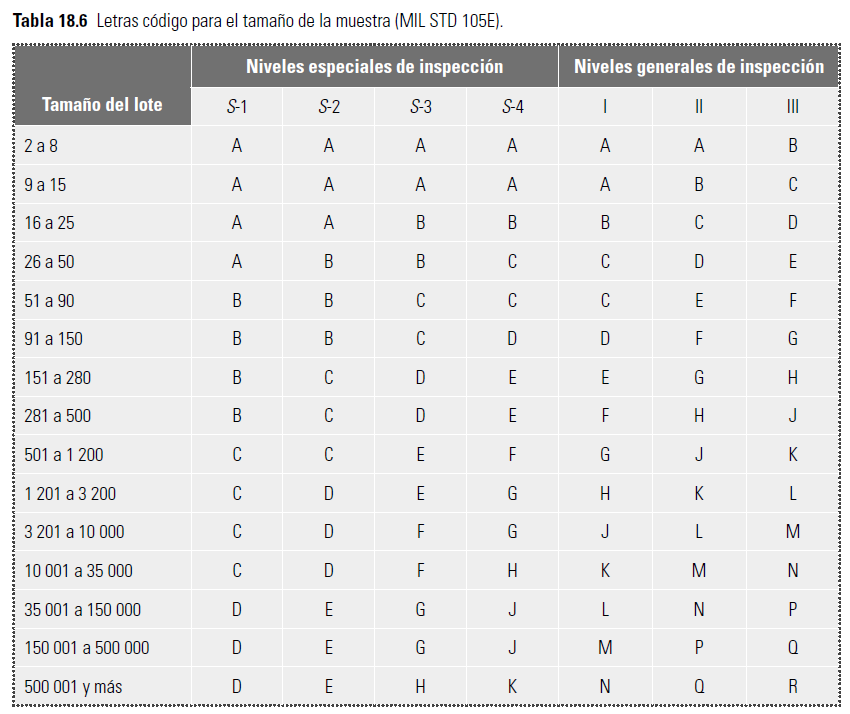 Tabla 18.6 Letras código para el tamaño de la muestra (MIL STD 105E).
Niveles especiales de inspección Niveles generales de inspección
Tamaño del lote S-1 S-2 S-3 S-4 I II III
2 a 8 A A A A A A B
9 a 15 A A A A A B C
16 a 25 A A B B B C D
26 a 50 A B B C C D E
51 a 90 B B C C C E F
91 a 150 B B C D D F G
151 a 280 B C D E E G H
281 a 500 B C D E F H J
501 a 1 200 C C E F G J K
1 201 a 3 200 C D E G H K L
3 201 a 10 000 C D F G J L M
10 001 a 35 000 C D F H K M N
35 001 a 150 000 D E G J L N P
150 001 a 500 000 D E G J M P Q
500 001 y más D E H K N Q R